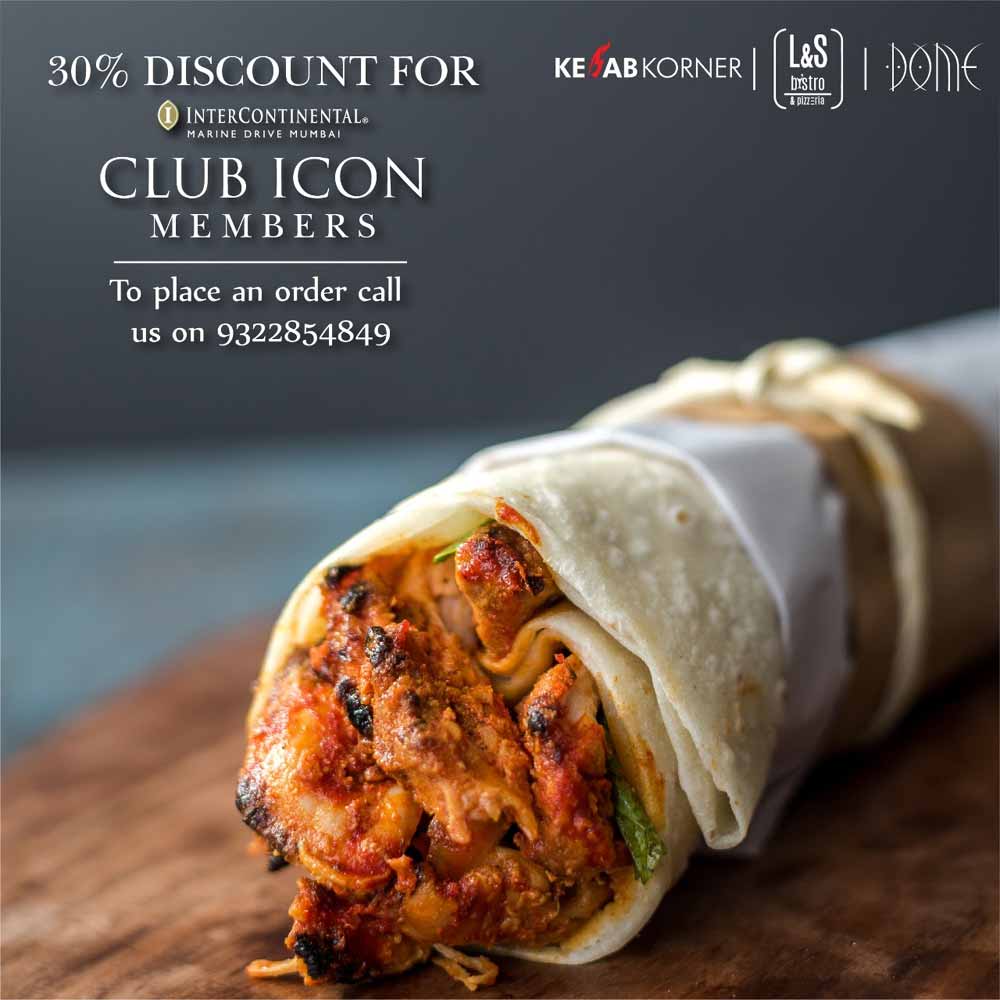 30% DISCOUNT FOR
INTERCONTINENTAL®
MARINE DRIVE MUMBAI
CLUB ICON
MEMBERS
To place an order call
us on 9322854849
KEBAB KORNER | L&S bistro & pizzeria | DOME